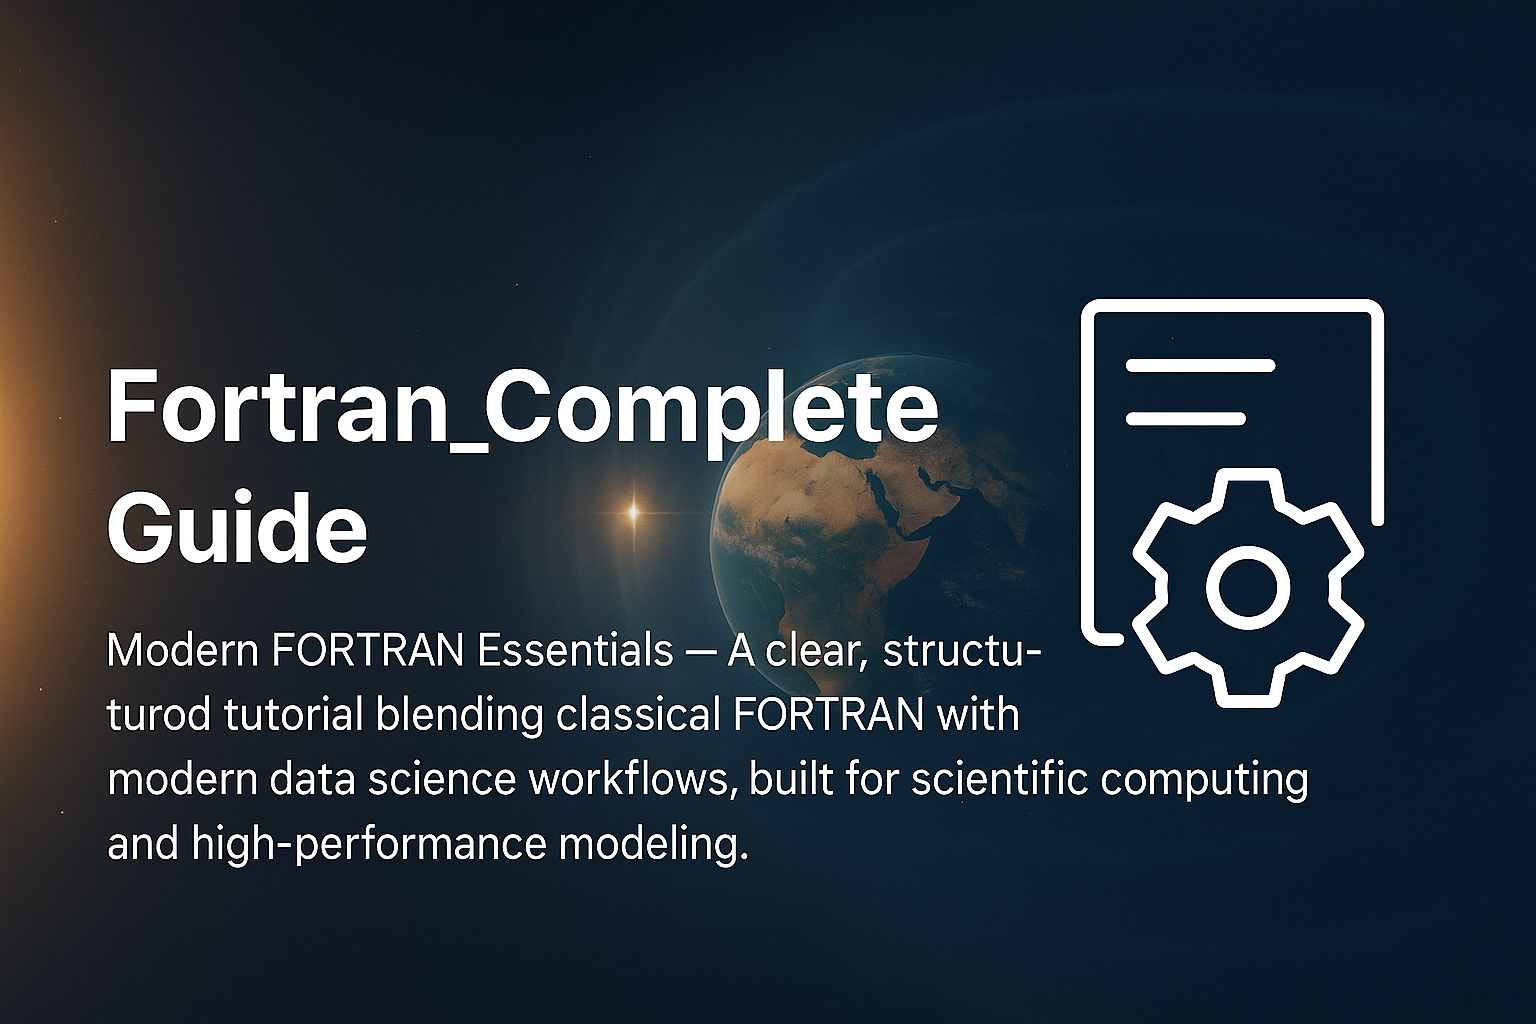 Fortran_Complete
Guide
Modern FORTRAN Essentials — A clear, structu-
turod tutorial blending classical FORTRAN with
modern data science workflows, built for scientific computing
and high-performance modeling.